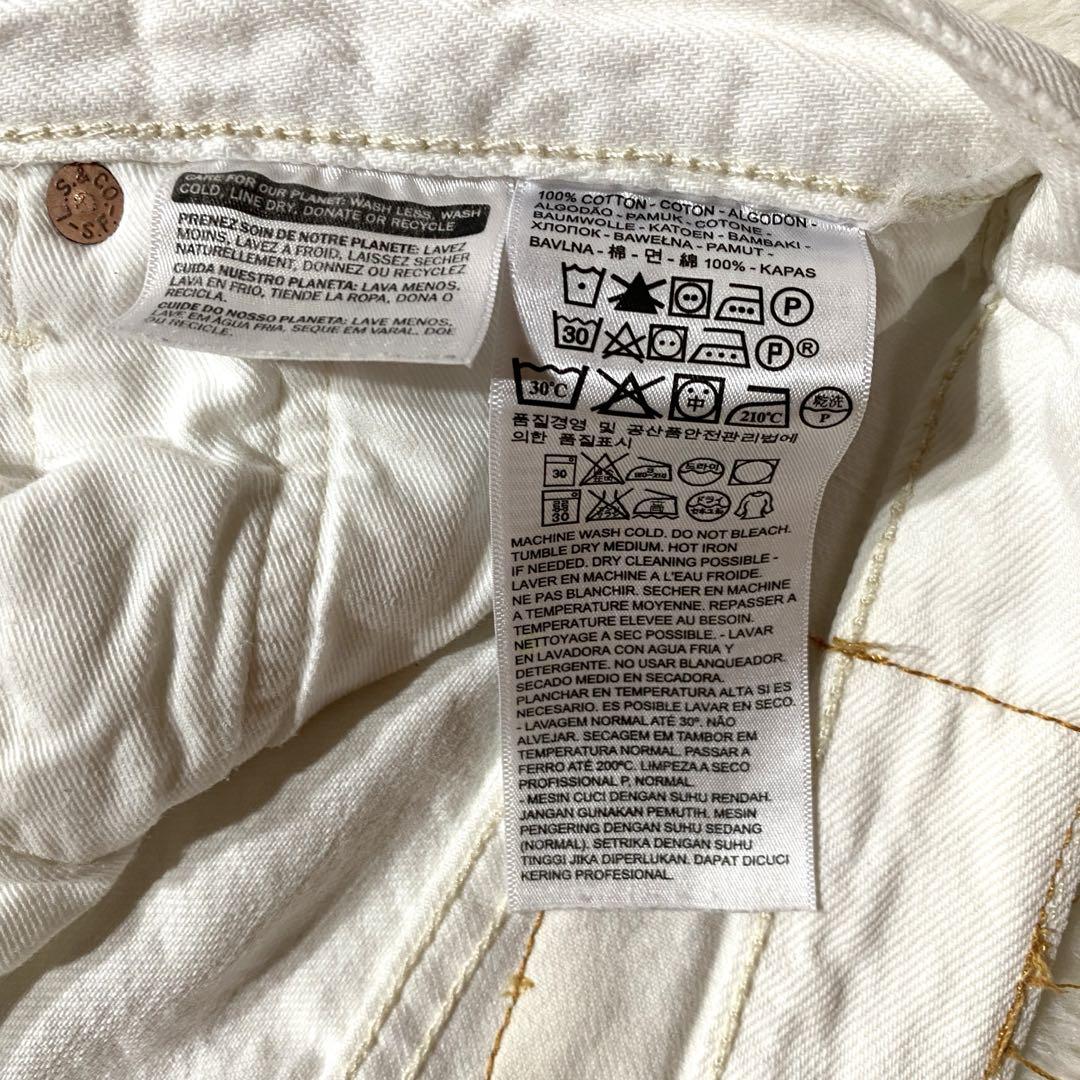 L.S.&CO.
-S.F.-
CARE FOR OUR PLANET: WASH LESS, WASH
COLD, LINE DRY, DONATE OR RECYCLE
PRENEZ SOIN DE NOTRE PLANETE: LAVEZ
MOINS, LAVEZ A FROID, LAISSEZ SECHER
NATURELLEMENT, DONNEZ OU RECYCLEZ
CUIDA NUESTRO PLANETA: LAVA MENOS,
LAVA EN FRIO, TIENDE LA ROPA, DONA O
RECICLA.
CUIDE DO NOSSO PLANETA: LAVE MENOS,
LAVE EM AGUA FRIA, SEQUE EM VARAL, DOE
OU RECICLE.
100% COTTON - COTON - ALGODÓN -
ALGODÃO - PAMUK - COTONE -
BAUMWOLLE - KATOEN - BAMBAKI -
ХЛОПОК - BAWEŁNA - PAMUT -
BAVLNA - 棉 - 면 - 綿 100% - KAPAS
P
30 P ®
30°C 中 210°C 乾洗 P
품질경영 및 공산품안전관리법에
의한 품질표시
30 드라이
弱 30 ドライ
MACHINE WASH COLD. DO NOT BLEACH.
TUMBLE DRY MEDIUM. HOT IRON
IF NEEDED. DRY CLEANING POSSIBLE -
LAVER EN MACHINE A L'EAU FROIDE.
NE PAS BLANCHIR. SECHER EN MACHINE
A TEMPERATURE MOYENNE. REPASSER A
TEMPERATURE ELEVEE AU BESOIN.
NETTOYAGE A SEC POSSIBLE. - LAVAR
EN LAVADORA CON AGUA FRIA Y
DETERGENTE. NO USAR BLANQUEADOR.
SECADO MEDIO EN SECADORA.
PLANCHAR EN TEMPERATURA ALTA SI ES
NECESARIO. ES POSIBLE LAVAR EN SECO.
- LAVAGEM NORMAL ATÉ 30º. NÃO
ALVEJAR. SECAGEM EM TAMBOR EM
TEMPERATURA NORMAL. PASSAR A
FERRO ATÉ 200ºC. LIMPEZA A SECO
PROFISSIONAL P, NORMAL
- MESIN CUCI DENGAN SUHU RENDAH.
JANGAN GUNAKAN PEMUTIH. MESIN
PENGERING DENGAN SUHU SEDANG
(NORMAL). SETRIKA DENGAN SUHU
TINGGI JIKA DIPERLUKAN. DAPAT DICUCI
KERING PROFESIONAL.